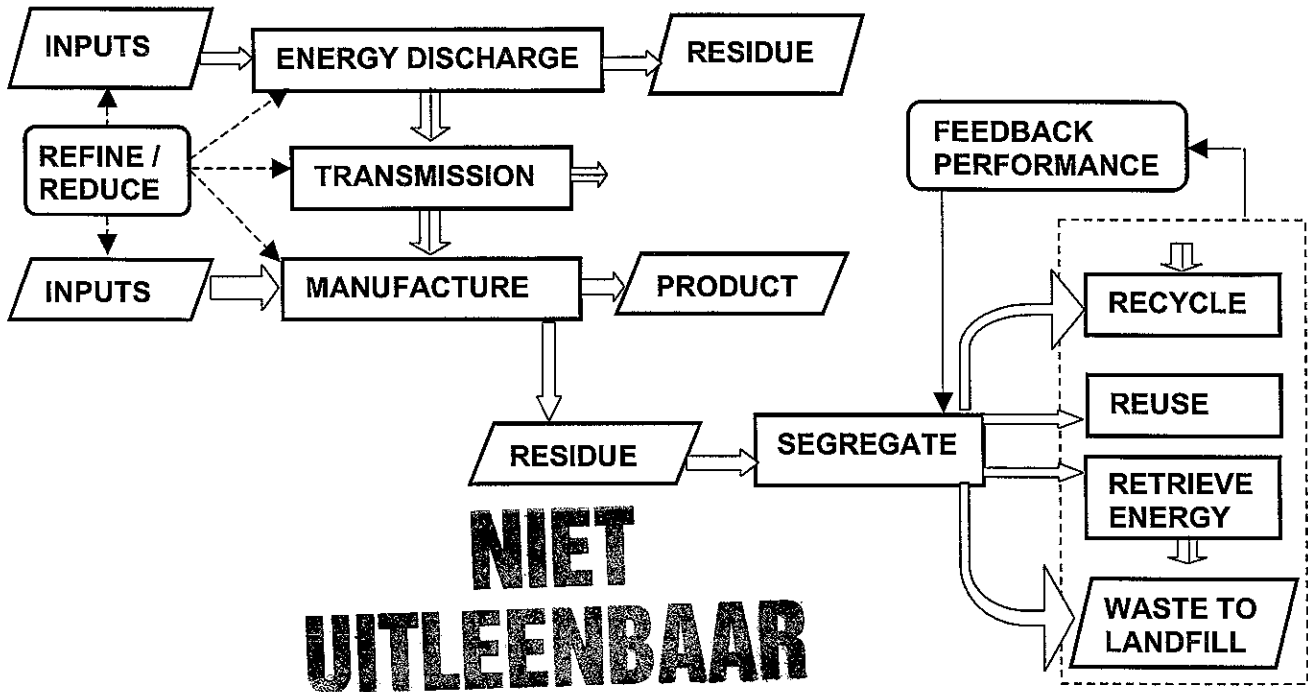 INPUTS
ENERGY DISCHARGE
RESIDUE
REFINE /
REDUCE
TRANSMISSION
FEEDBACK
PERFORMANCE
INPUTS
MANUFACTURE
PRODUCT
RECYCLE
REUSE
RESIDUE
SEGREGATE
RETRIEVE
ENERGY
WASTE TO
LANDFILL
NIET
UITLEENBAAR